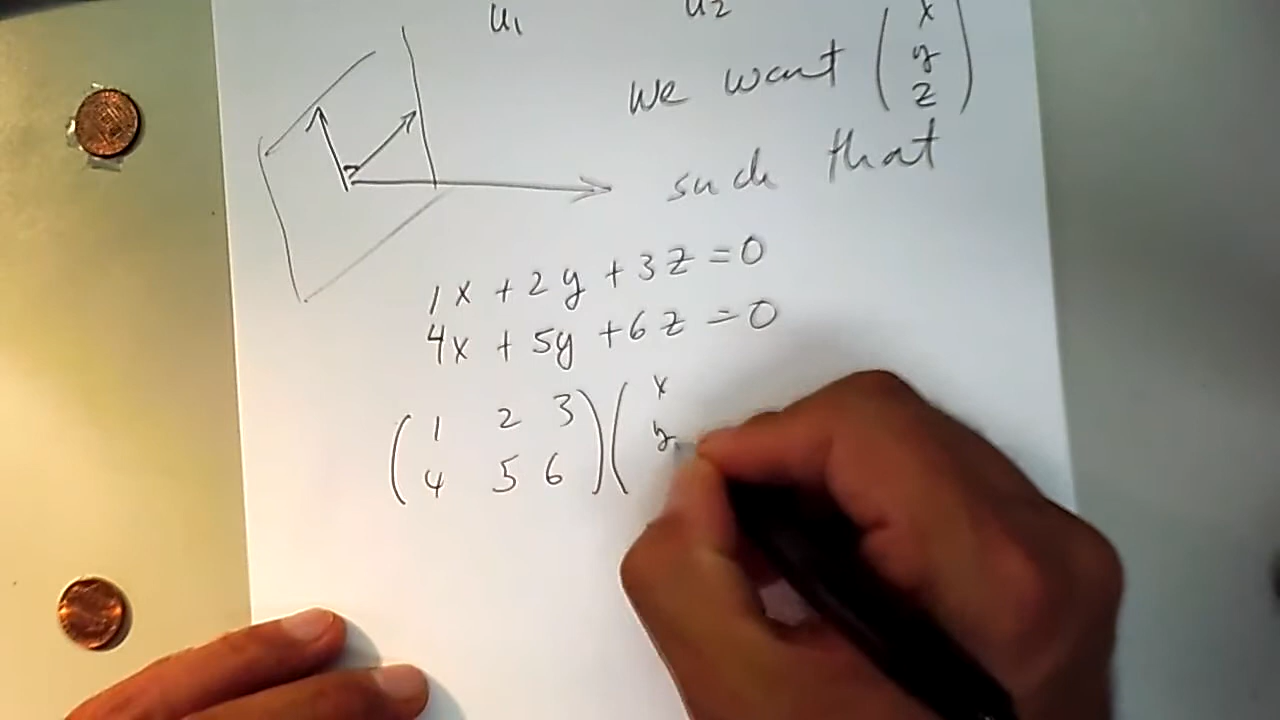 u₁ u₂
We want ( x y z )
such that
1x + 2y + 3z = 0
4x + 5y + 6z = 0
( 1 2 3 ) ( x
( 4 5 6 ) ( y